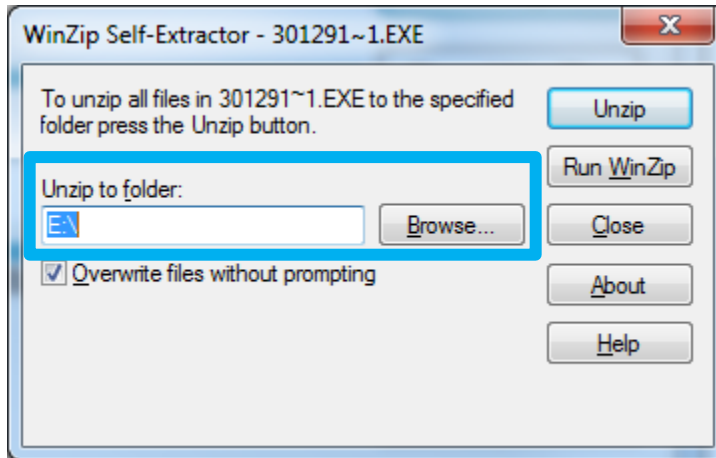 WinZip Self-Extractor - 301291~1.EXE
To unzip all files in 301291~1.EXE to the specified
folder press the Unzip button.
Unzip
Run WinZip
Unzip to folder:
E:\
Browse...
Close
Overwrite files without prompting
About
Help